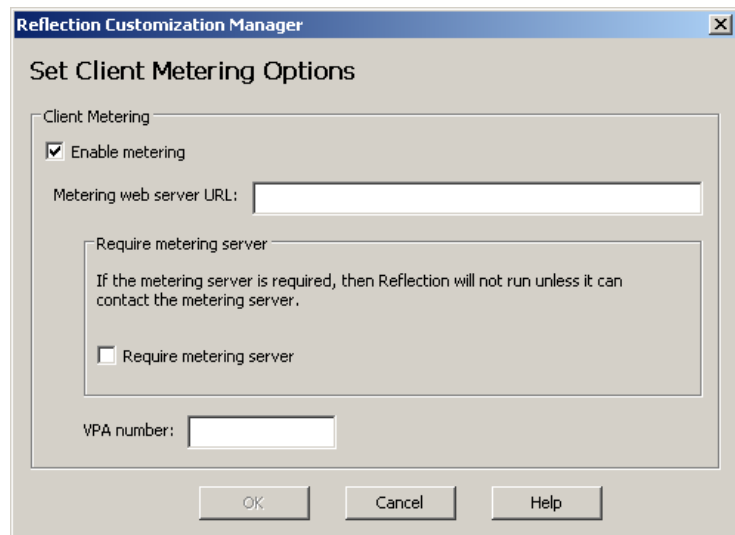 Reflection Customization Manager
Set Client Metering Options
Client Metering
Enable metering
Metering web server URL:
Require metering server
If the metering server is required, then Reflection will not run unless it can
contact the metering server.
Require metering server
VPA number:
OK Cancel Help